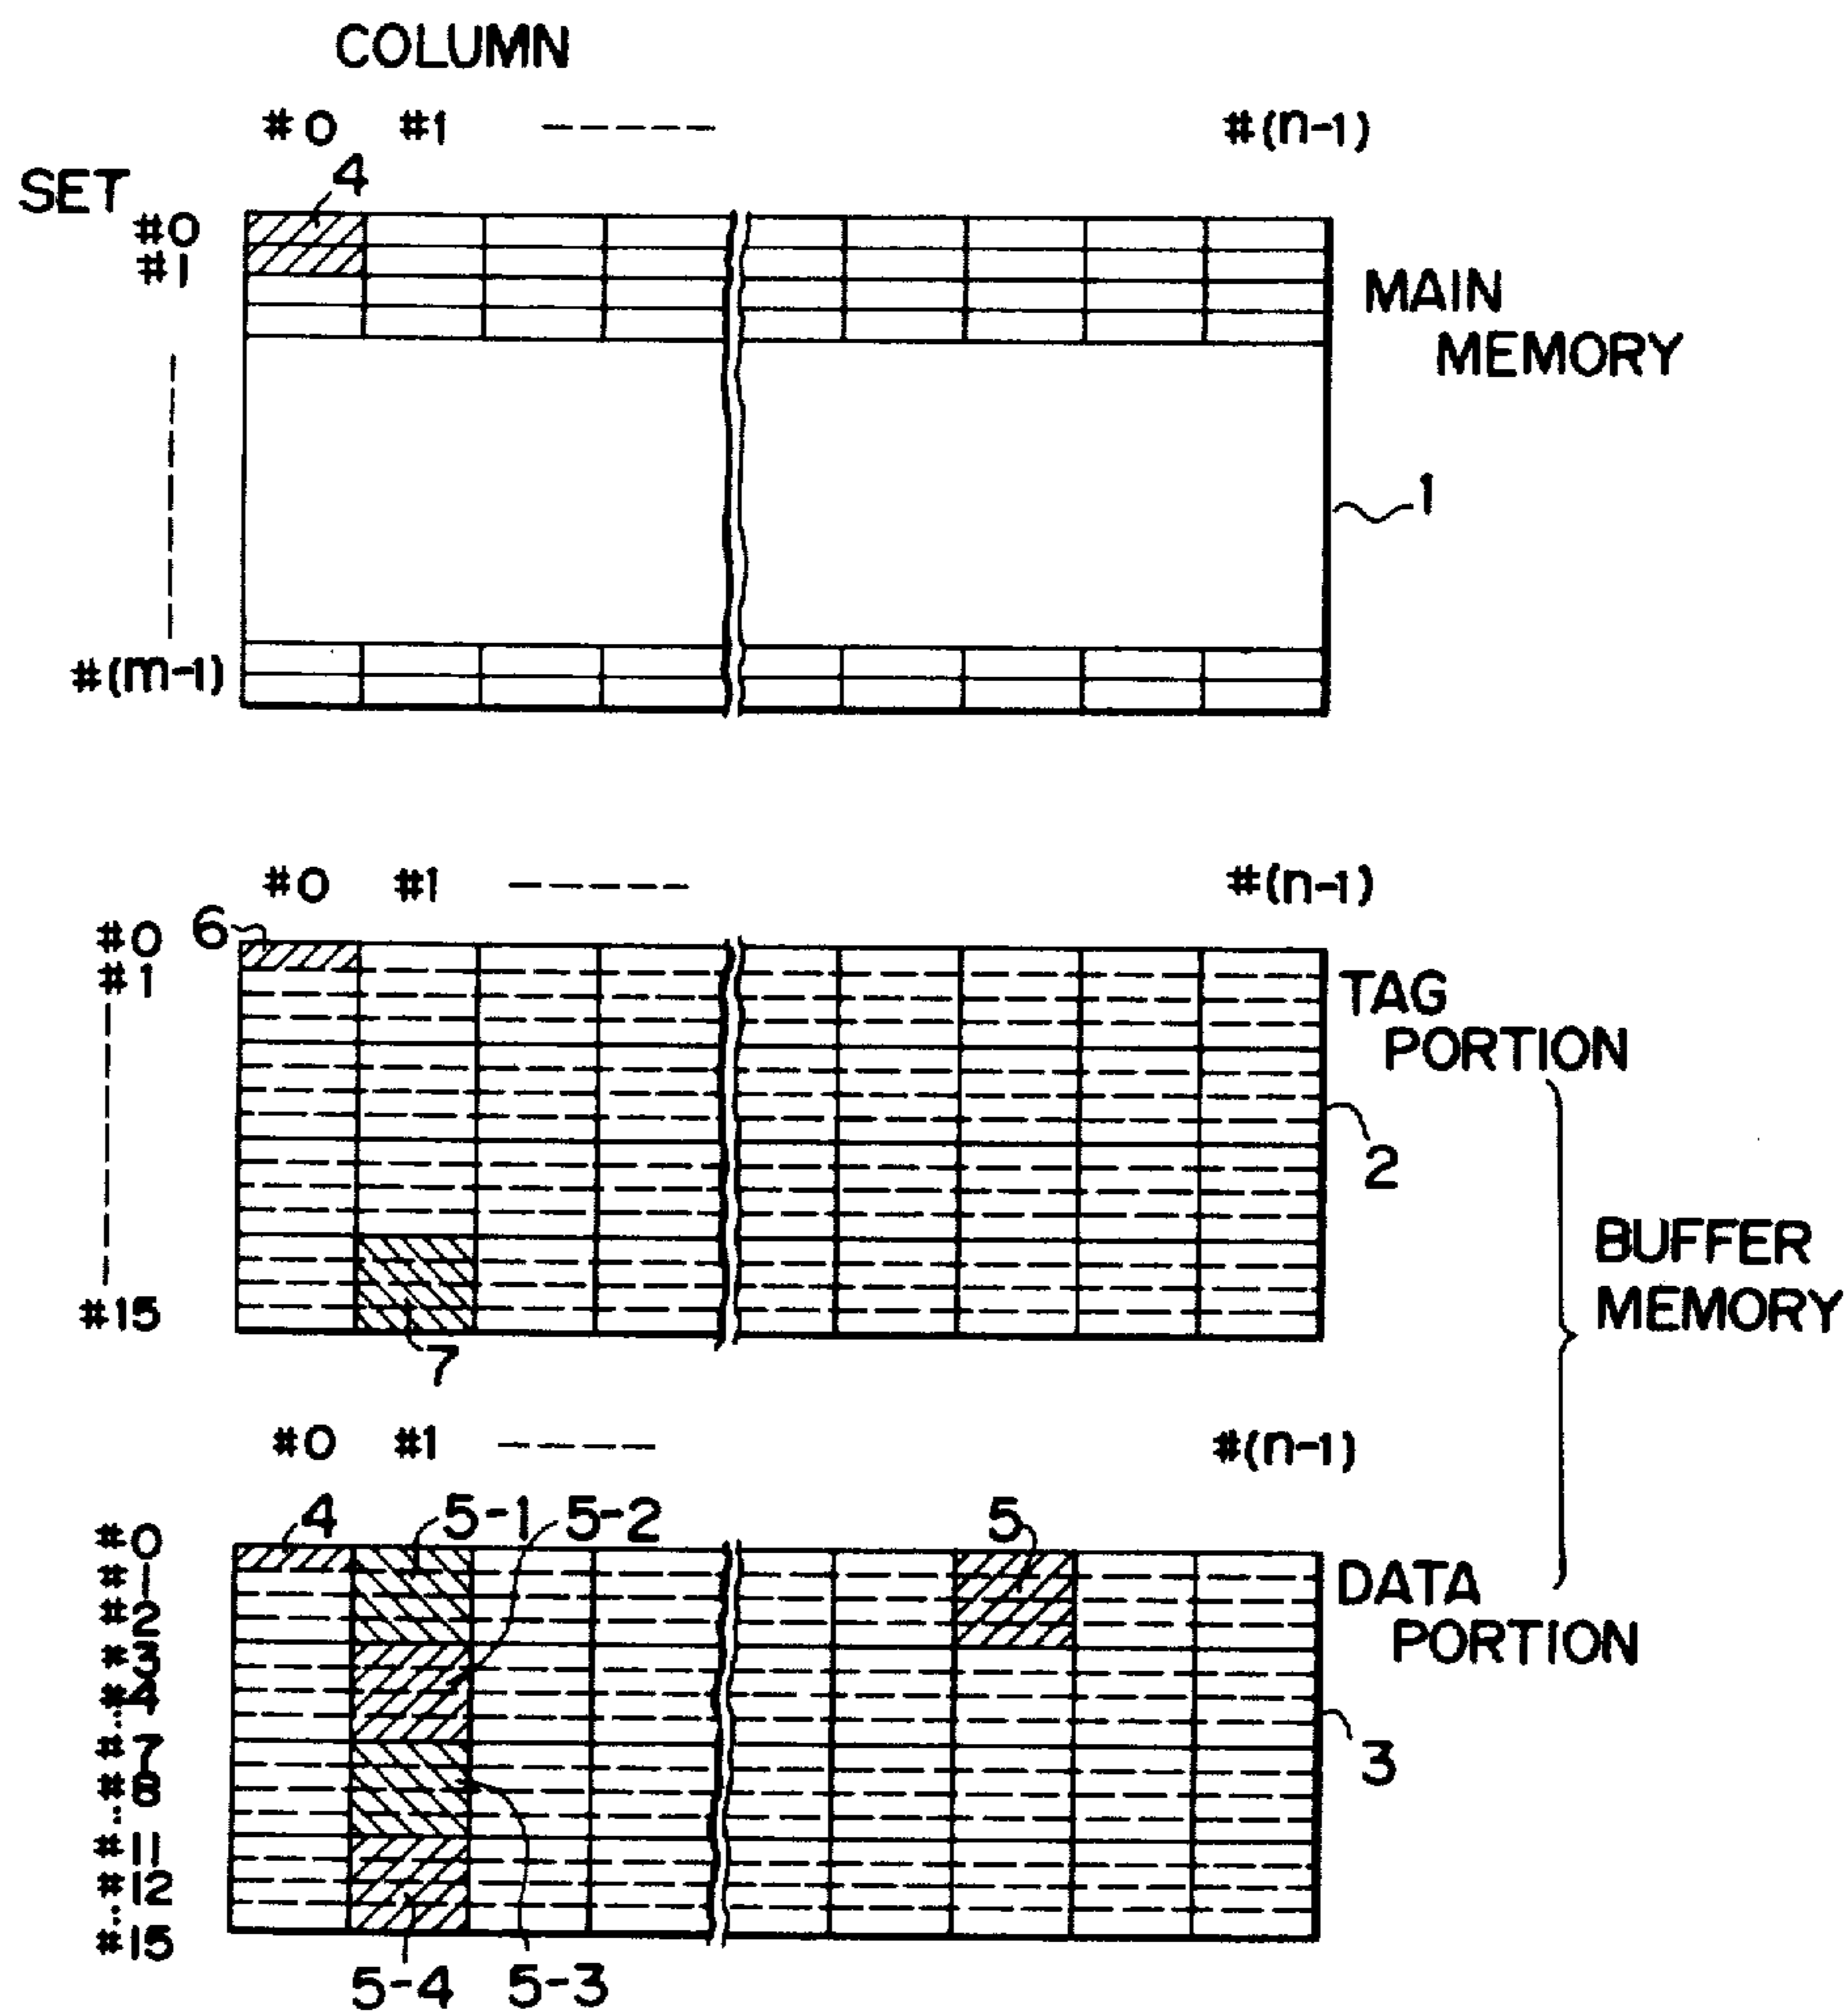 COLUMN
#0 #1 #(n-1)
SET
4
#0
#1
MAIN
MEMORY
1
#(m-1)
#0 #1 #(n-1)
#0
6
#1
TAG
PORTION
2
BUFFER
MEMORY
#15
7
#0 #1 #(n-1)
4 5-1 5-2 5
#0
#1
DATA
PORTION
#2
#3
#4
#7
3
#8
#11
#12
#15
5-4 5-3